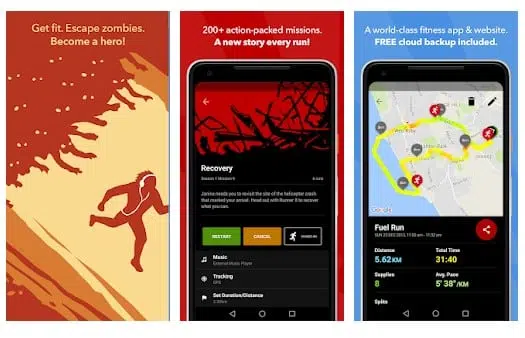 Get fit. Escape zombies.
Become a hero!
200+ action-packed missions.
A new story every run!
Recovery
Season 1 Mission 6
Janine needs you to revisit the site of the helicopter crash
that marked your arrival. Head out with Runner 8 to recover
what you can.
RESTART
CANCEL
Music
External Music Player
Tracking
GPS
Set Duration/Distance
A world-class fitness app & website.
FREE cloud backup included.
Google
Fuel Run
Distance
Total Time
5.62KM
31:40
Supplies
Avg. Pace
8
5' 38"/KM
Spikes